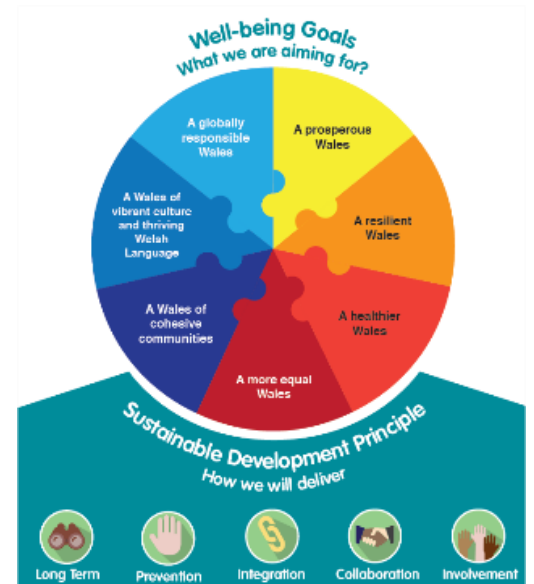 Well-being Goals
What we are aiming for?
A globally
responsible
Wales
A prosperous
Wales
A Wales of
vibrant culture
and thriving
Welsh
Language
A resilient
Wales
A Wales of
cohesive
communities
A healthier
Wales
A more equal
Wales
Sustainable Development Principle
How we will deliver
Long Term
Prevention
Integration
Collaboration
Involvement